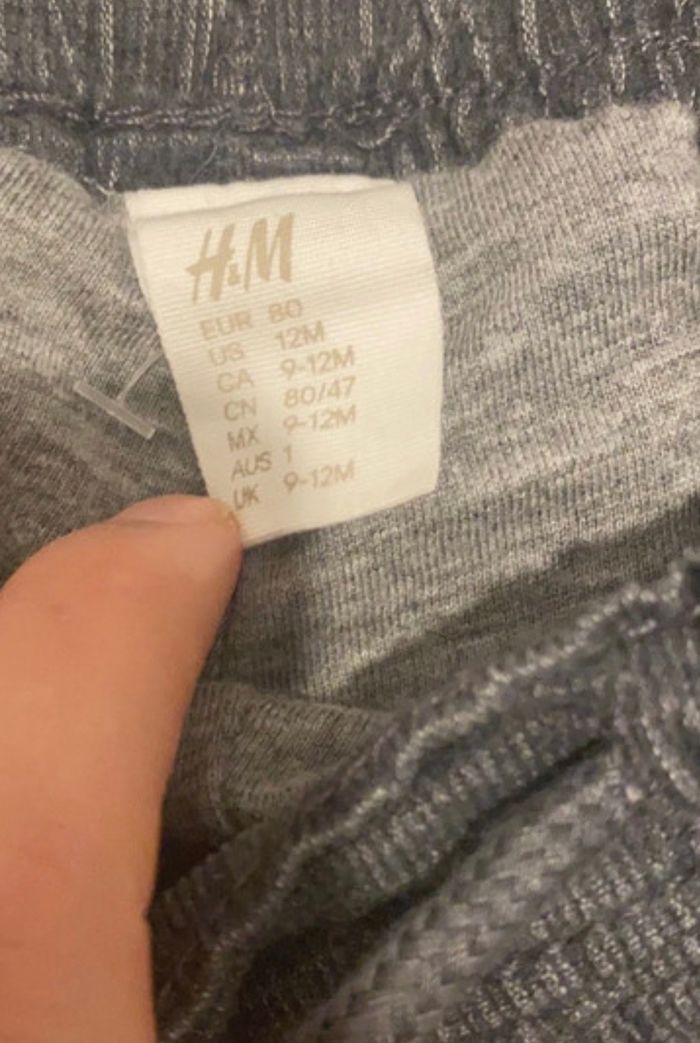 H&M
EUR 80
US 12M
CA 9-12M
CN 80/47
MX 9-12M
AUS 1
UK 9-12M